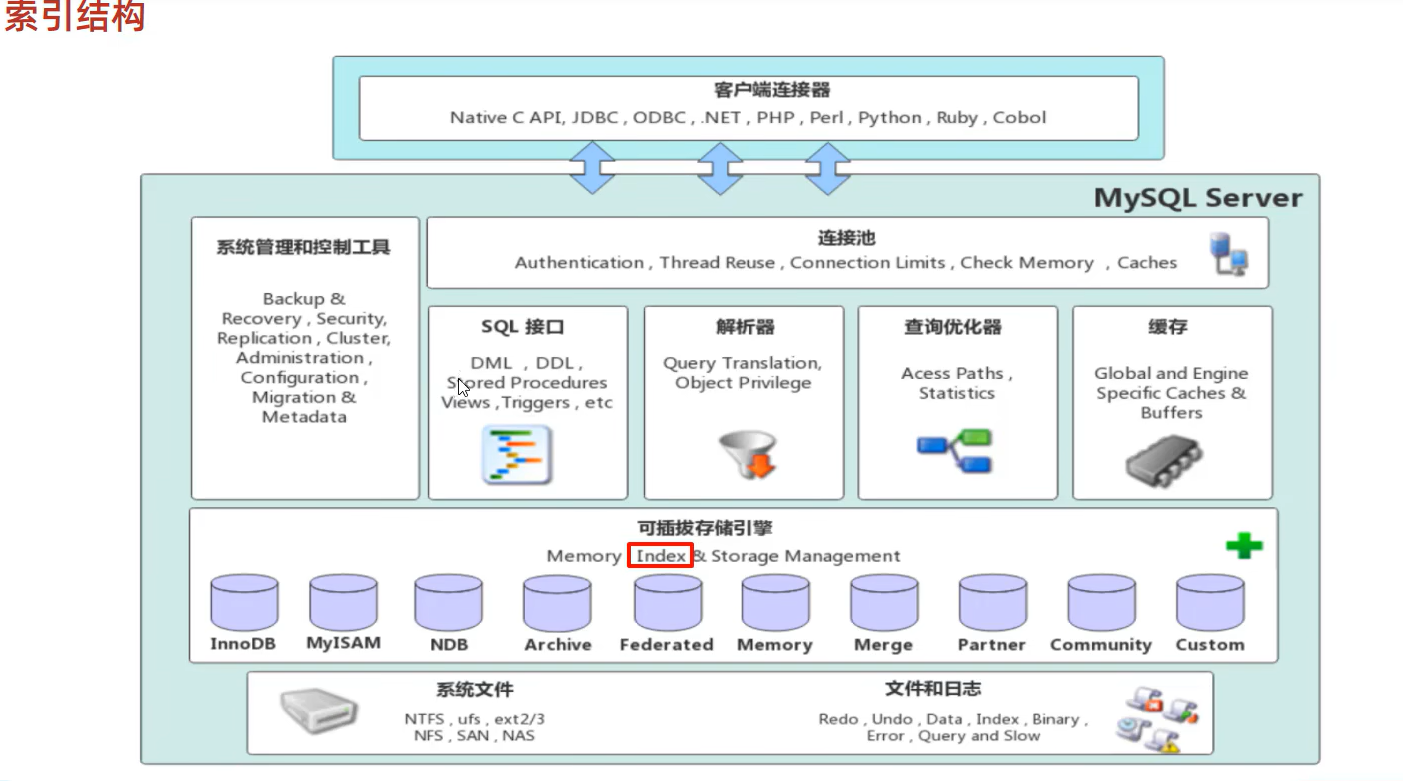 索引结构
客户端连接器
Native C API, JDBC , ODBC , .NET , PHP , Perl , Python , Ruby , Cobol
MySQL Server
系统管理和控制工具
Backup &
Recovery , Security,
Replication , Cluster,
Administration ,
Configuration ,
Migration &
Metadata
连接池
Authentication , Thread Reuse , Connection Limits , Check Memory , Caches
SQL 接口
DML , DDL ,
Stored Procedures
Views ,Triggers , etc
解析器
Query Translation,
Object Privilege
查询优化器
Acess Paths ,
Statistics
缓存
Global and Engine
Specific Caches &
Buffers
可插拔存储引擎
Memory Index & Storage Management
InnoDB MyISAM NDB Archive Federated Memory Merge Partner Community Custom
系统文件
NTFS , ufs , ext2/3
NFS , SAN , NAS
文件和日志
Redo , Undo , Data , Index , Binary ,
Error , Query and Slow